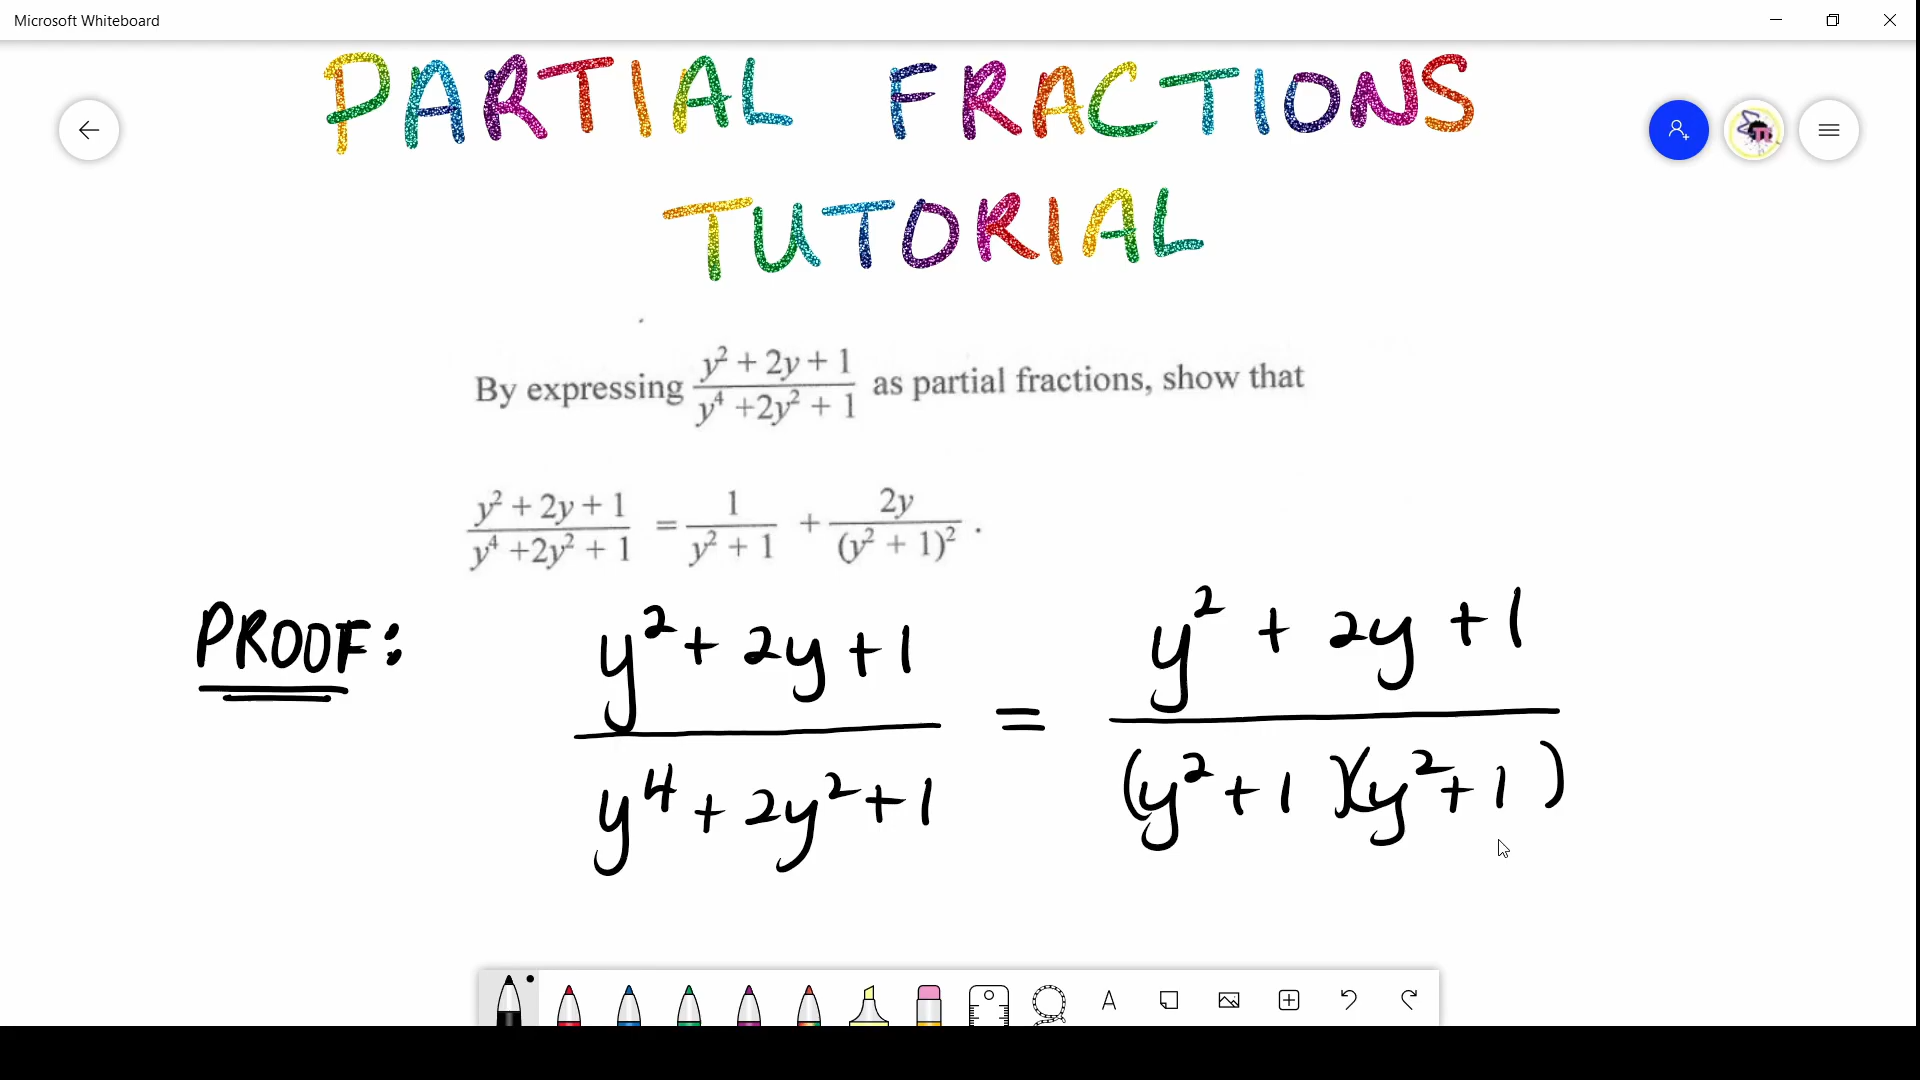 Microsoft Whiteboard
PARTIAL FRACTIONS
TUTORIAL
By expressing (y² + 2y + 1)/(y⁴ + 2y² + 1) as partial fractions, show that
(y² + 2y + 1)/(y⁴ + 2y² + 1) = 1/(y² + 1) + 2y/(y² + 1)² .
PROOF: (y² + 2y + 1)/(y⁴ + 2y² + 1) = (y² + 2y + 1)/((y² + 1)(y² + 1))